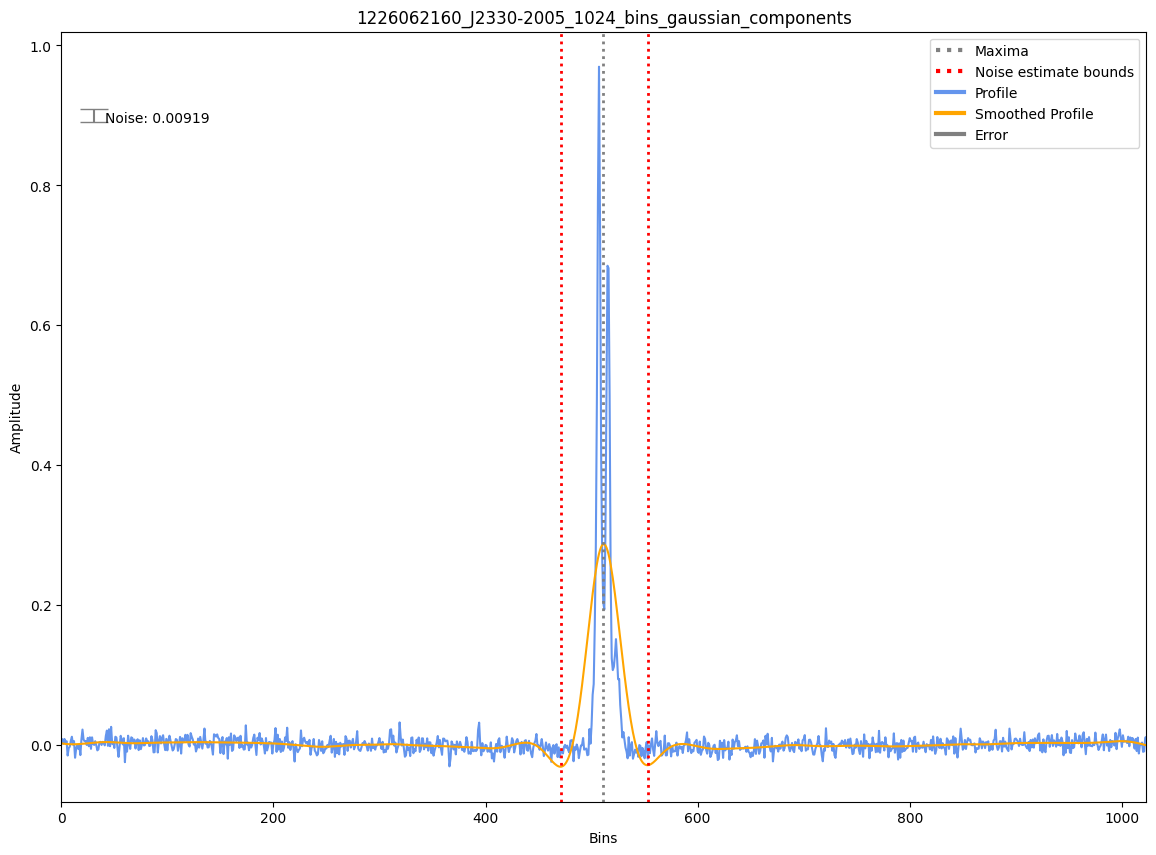 1226062160_J2330-2005_1024_bins_gaussian_components
Maxima
Noise estimate bounds
Profile
Smoothed Profile
Error
Noise: 0.00919
Amplitude
1.0
0.8
0.6
0.4
0.2
0.0
0 200 400 600 800 1000
Bins